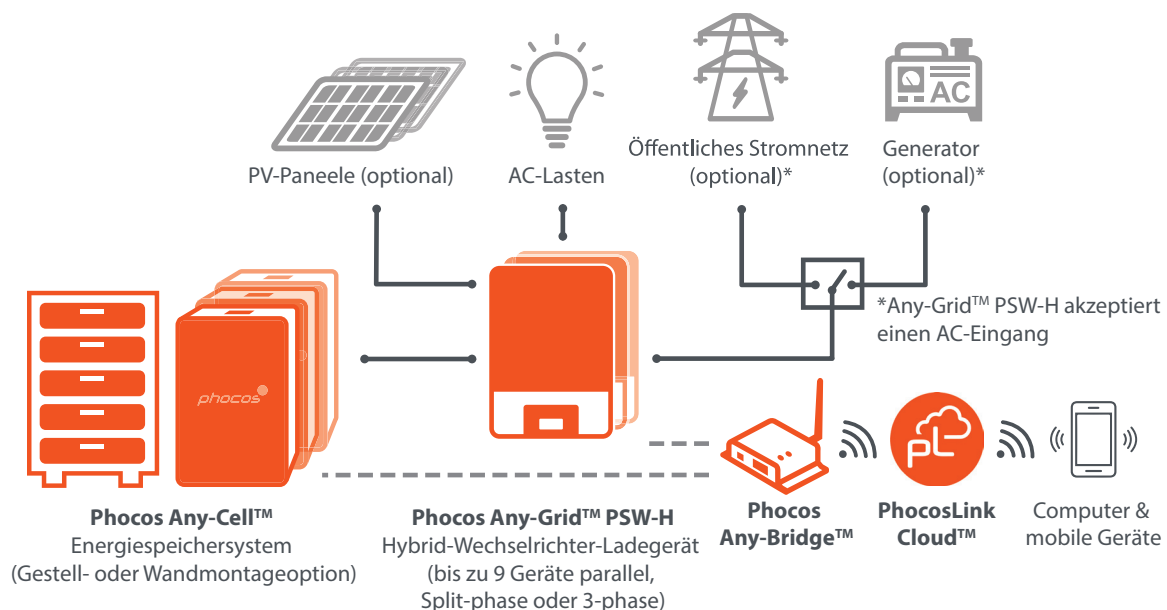 AC
PV-Paneele (optional)
AC-Lasten
Öffentliches Stromnetz
(optional)*
Generator
(optional)*
*Any-Grid™ PSW-H akzeptiert
einen AC-Eingang
phocos
pL
Phocos Any-Cell™
Energiespeichersystem
(Gestell- oder Wandmontageoption)
Phocos Any-Grid™ PSW-H
Hybrid-Wechselrichter-Ladegerät
(bis zu 9 Geräte parallel,
Split-phase oder 3-phase)
Phocos
Any-Bridge™
PhocosLink
Cloud™
Computer &
mobile Geräte